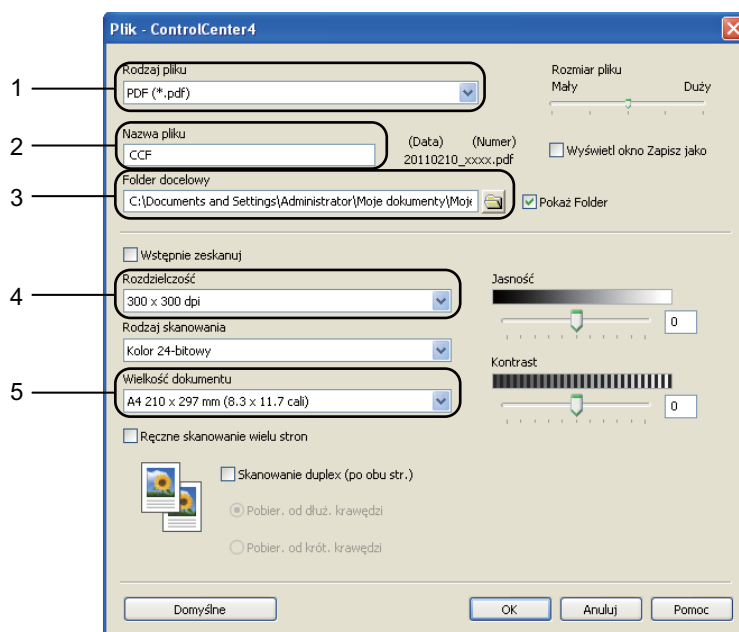 Plik - ControlCenter4
Rodzaj pliku
Rozmiar pliku
1
PDF (*.pdf)
Mały
Duży
Nazwa pliku
2
CCF
(Data)
(Numer)
20110210_xxxx.pdf
Wyświetl okno Zapisz jako
Folder docelowy
3
C:\Documents and Settings\Administrator\Moje dokumenty\Moje
Pokaż Folder
Wstępnie zeskanuj
Rozdzielczość
Jasność
4
300 x 300 dpi
0
Rodzaj skanowania
Kolor 24-bitowy
Kontrast
Wielkość dokumentu
5
A4 210 x 297 mm (8.3 x 11.7 cali)
0
Ręczne skanowanie wielu stron
Skanowanie duplex (po obu str.)
Pobier. od dłuż. krawędzi
Pobier. od krót. krawędzi
Domyślne
OK
Anuluj
Pomoc